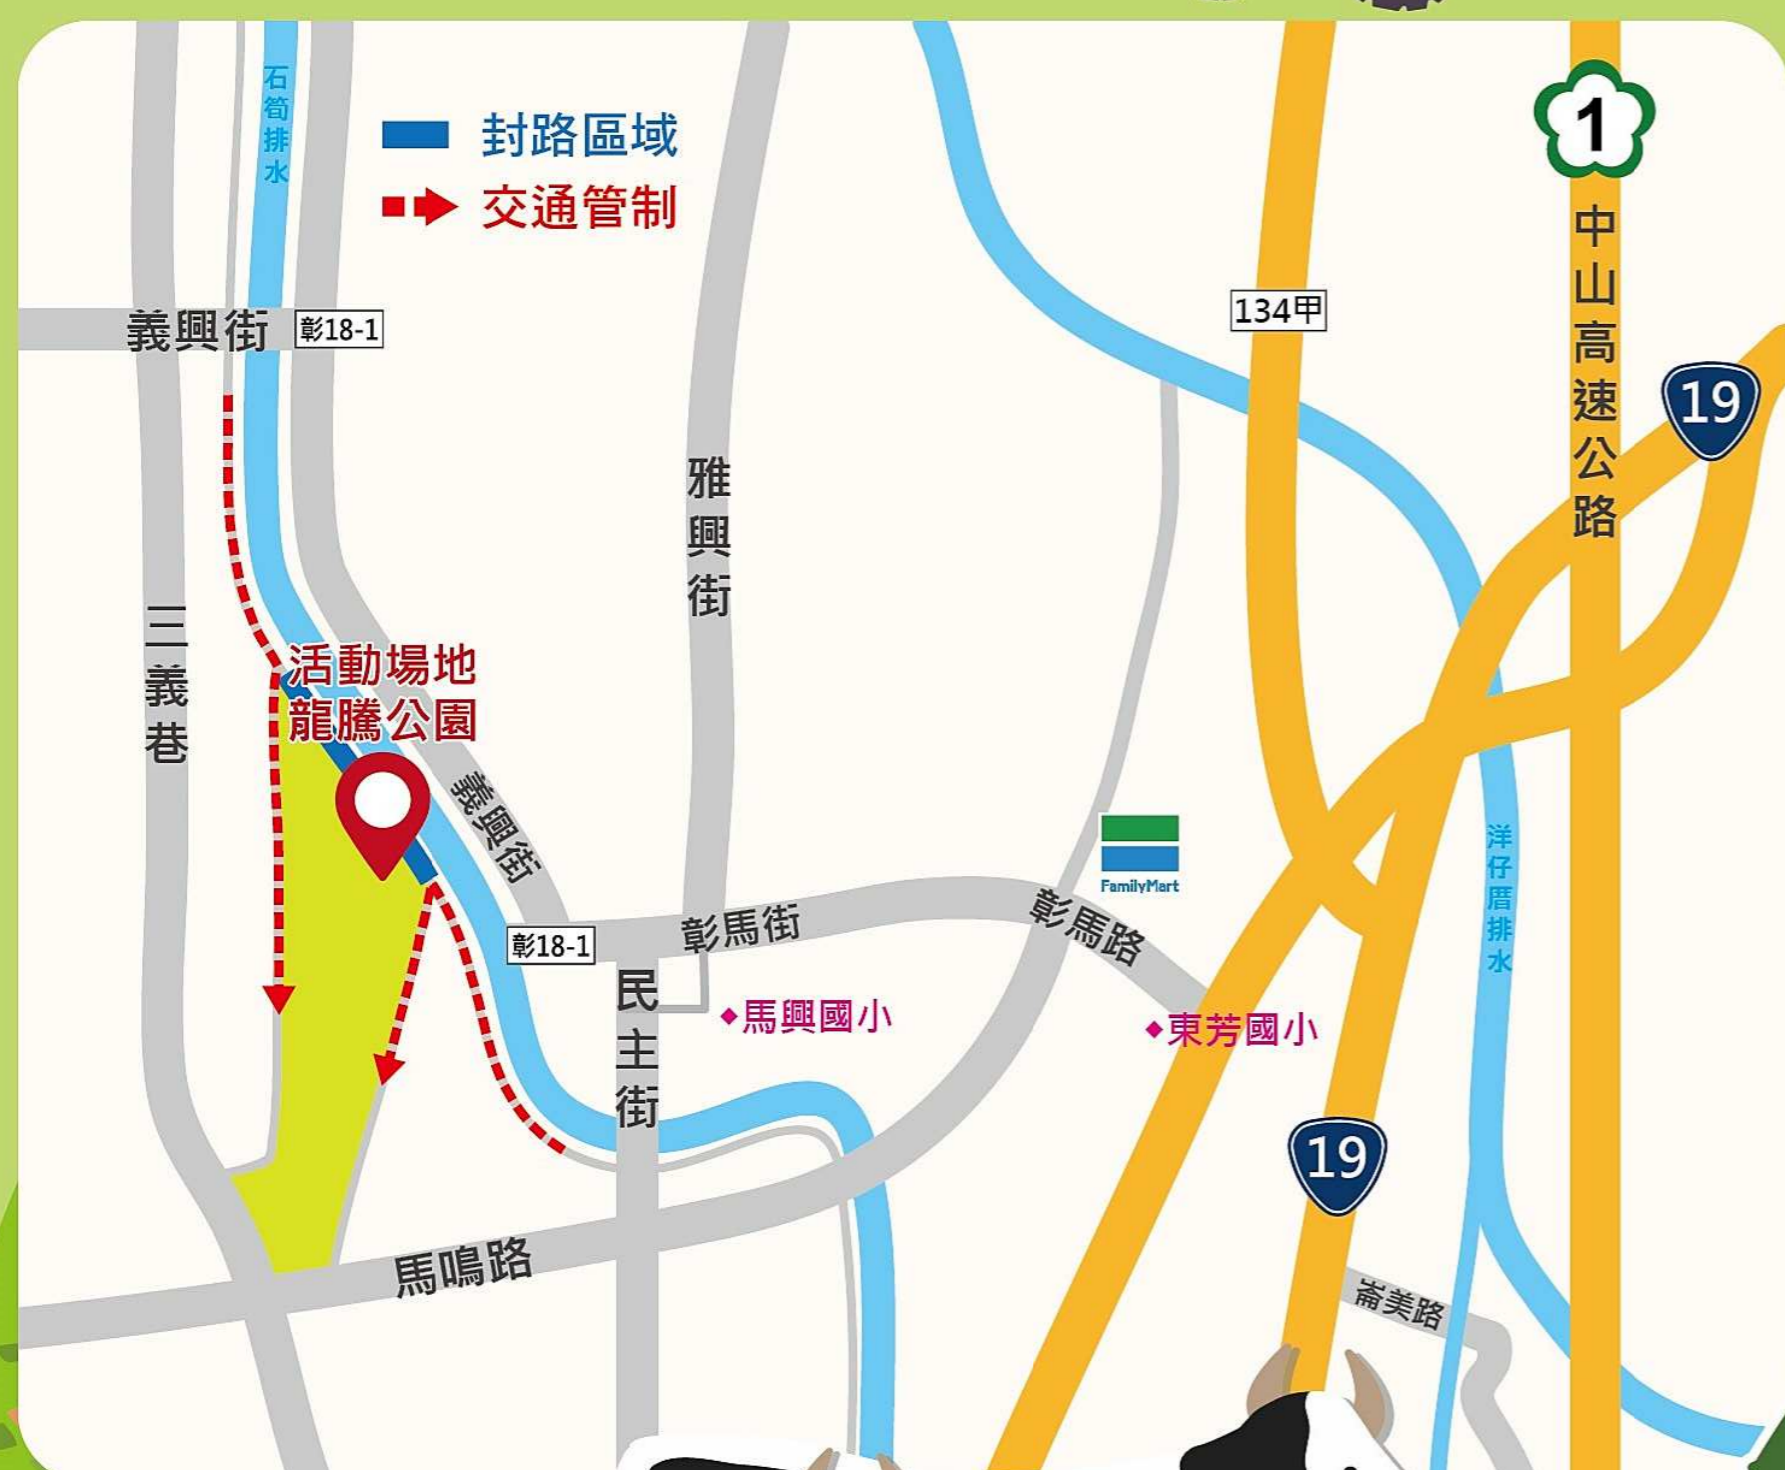 石筍排水
封路區域
交通管制
1
中山高速公路
134甲
義興街
彰18-1
19
雅興街
三義巷
活動場地
龍騰公園
義興街
FamilyMart
洋仔厝排水
彰馬街
彰馬路
彰18-1
民主街
馬興國小
東芳國小
19
馬鳴路
崙美路